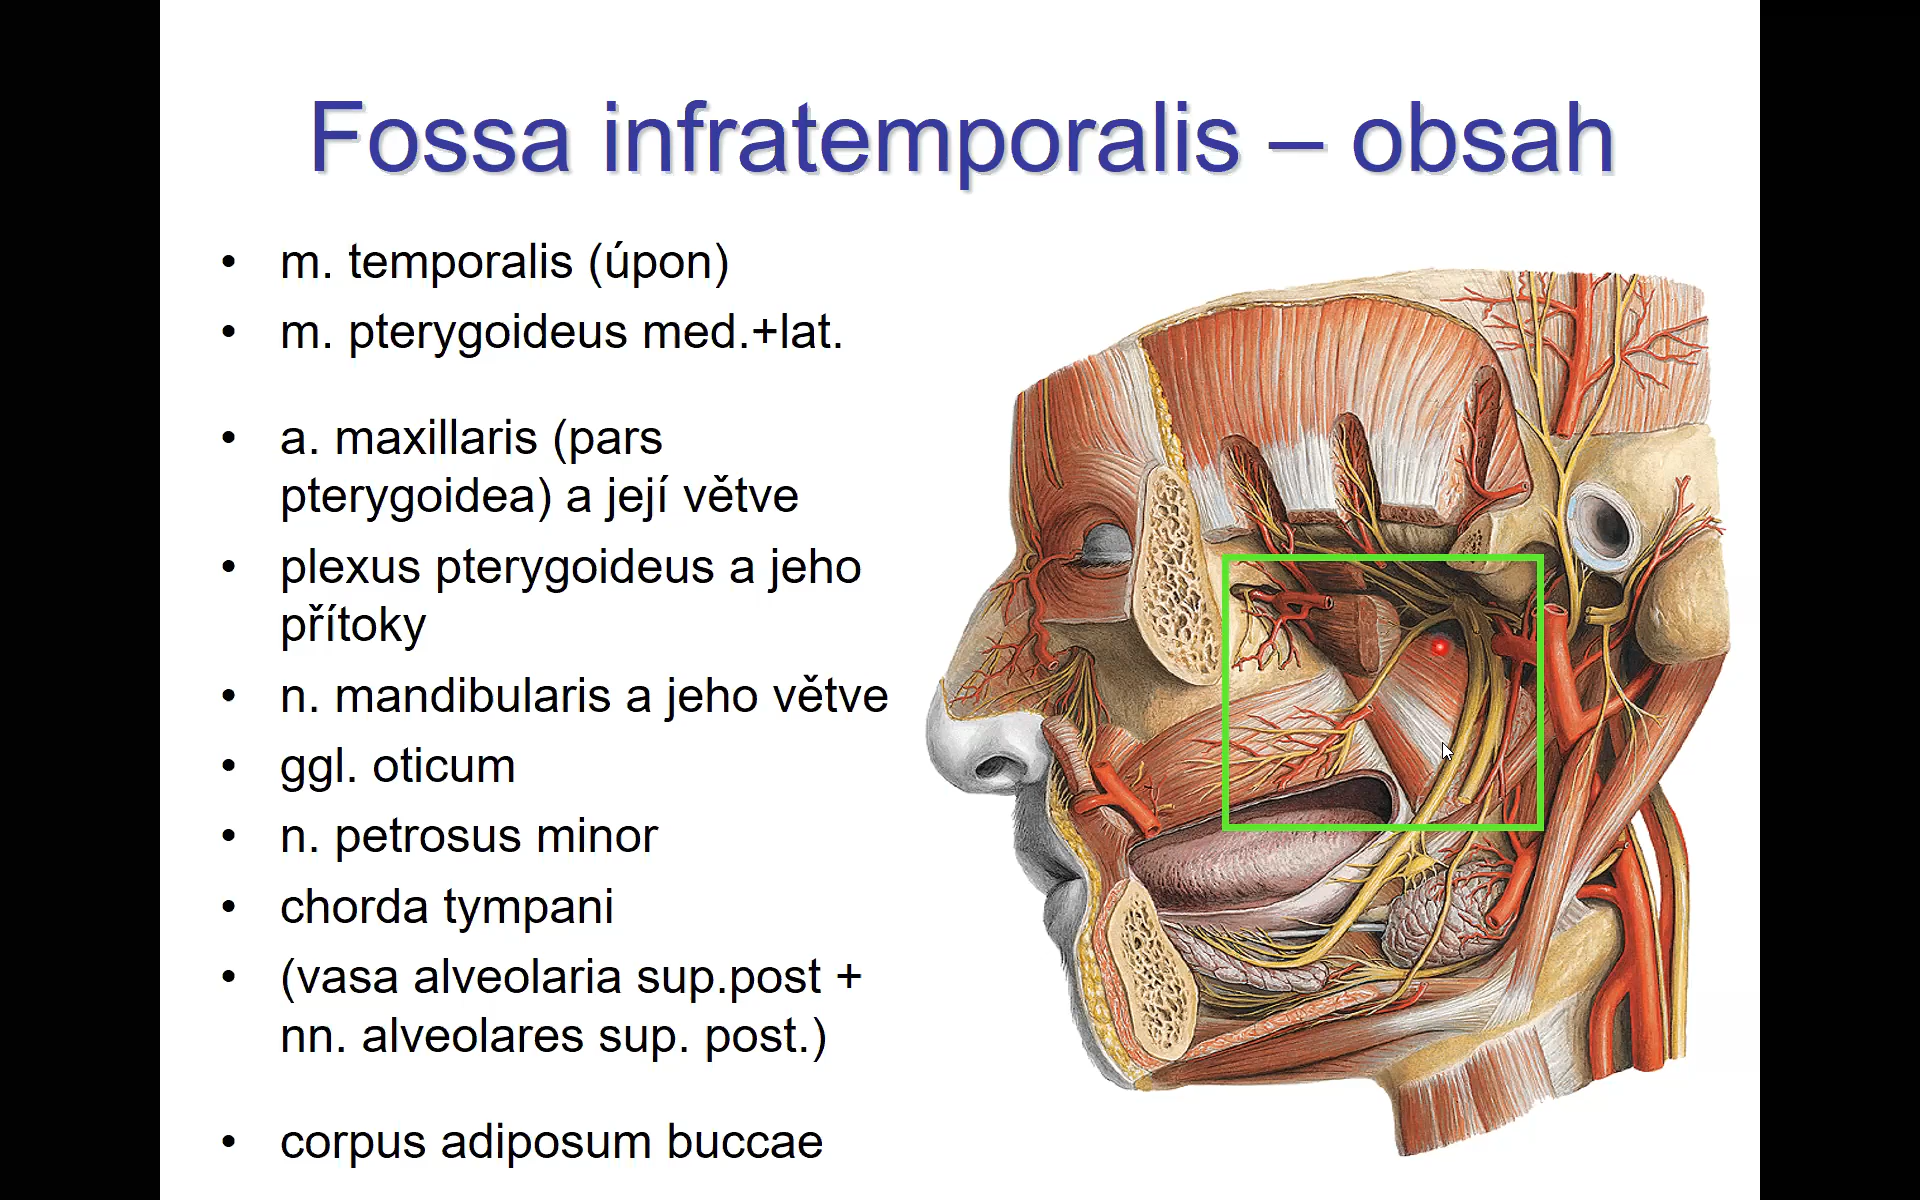 Fossa infratemporalis – obsah
• m. temporalis (úpon)
• m. pterygoideus med.+lat.
• a. maxillaris (pars
pterygoidea) a její větve
• plexus pterygoideus a jeho
přítoky
• n. mandibularis a jeho větve
• ggl. oticum
• n. petrosus minor
• chorda tympani
• (vasa alveolaria sup.post +
nn. alveolares sup. post.)
• corpus adiposum buccae